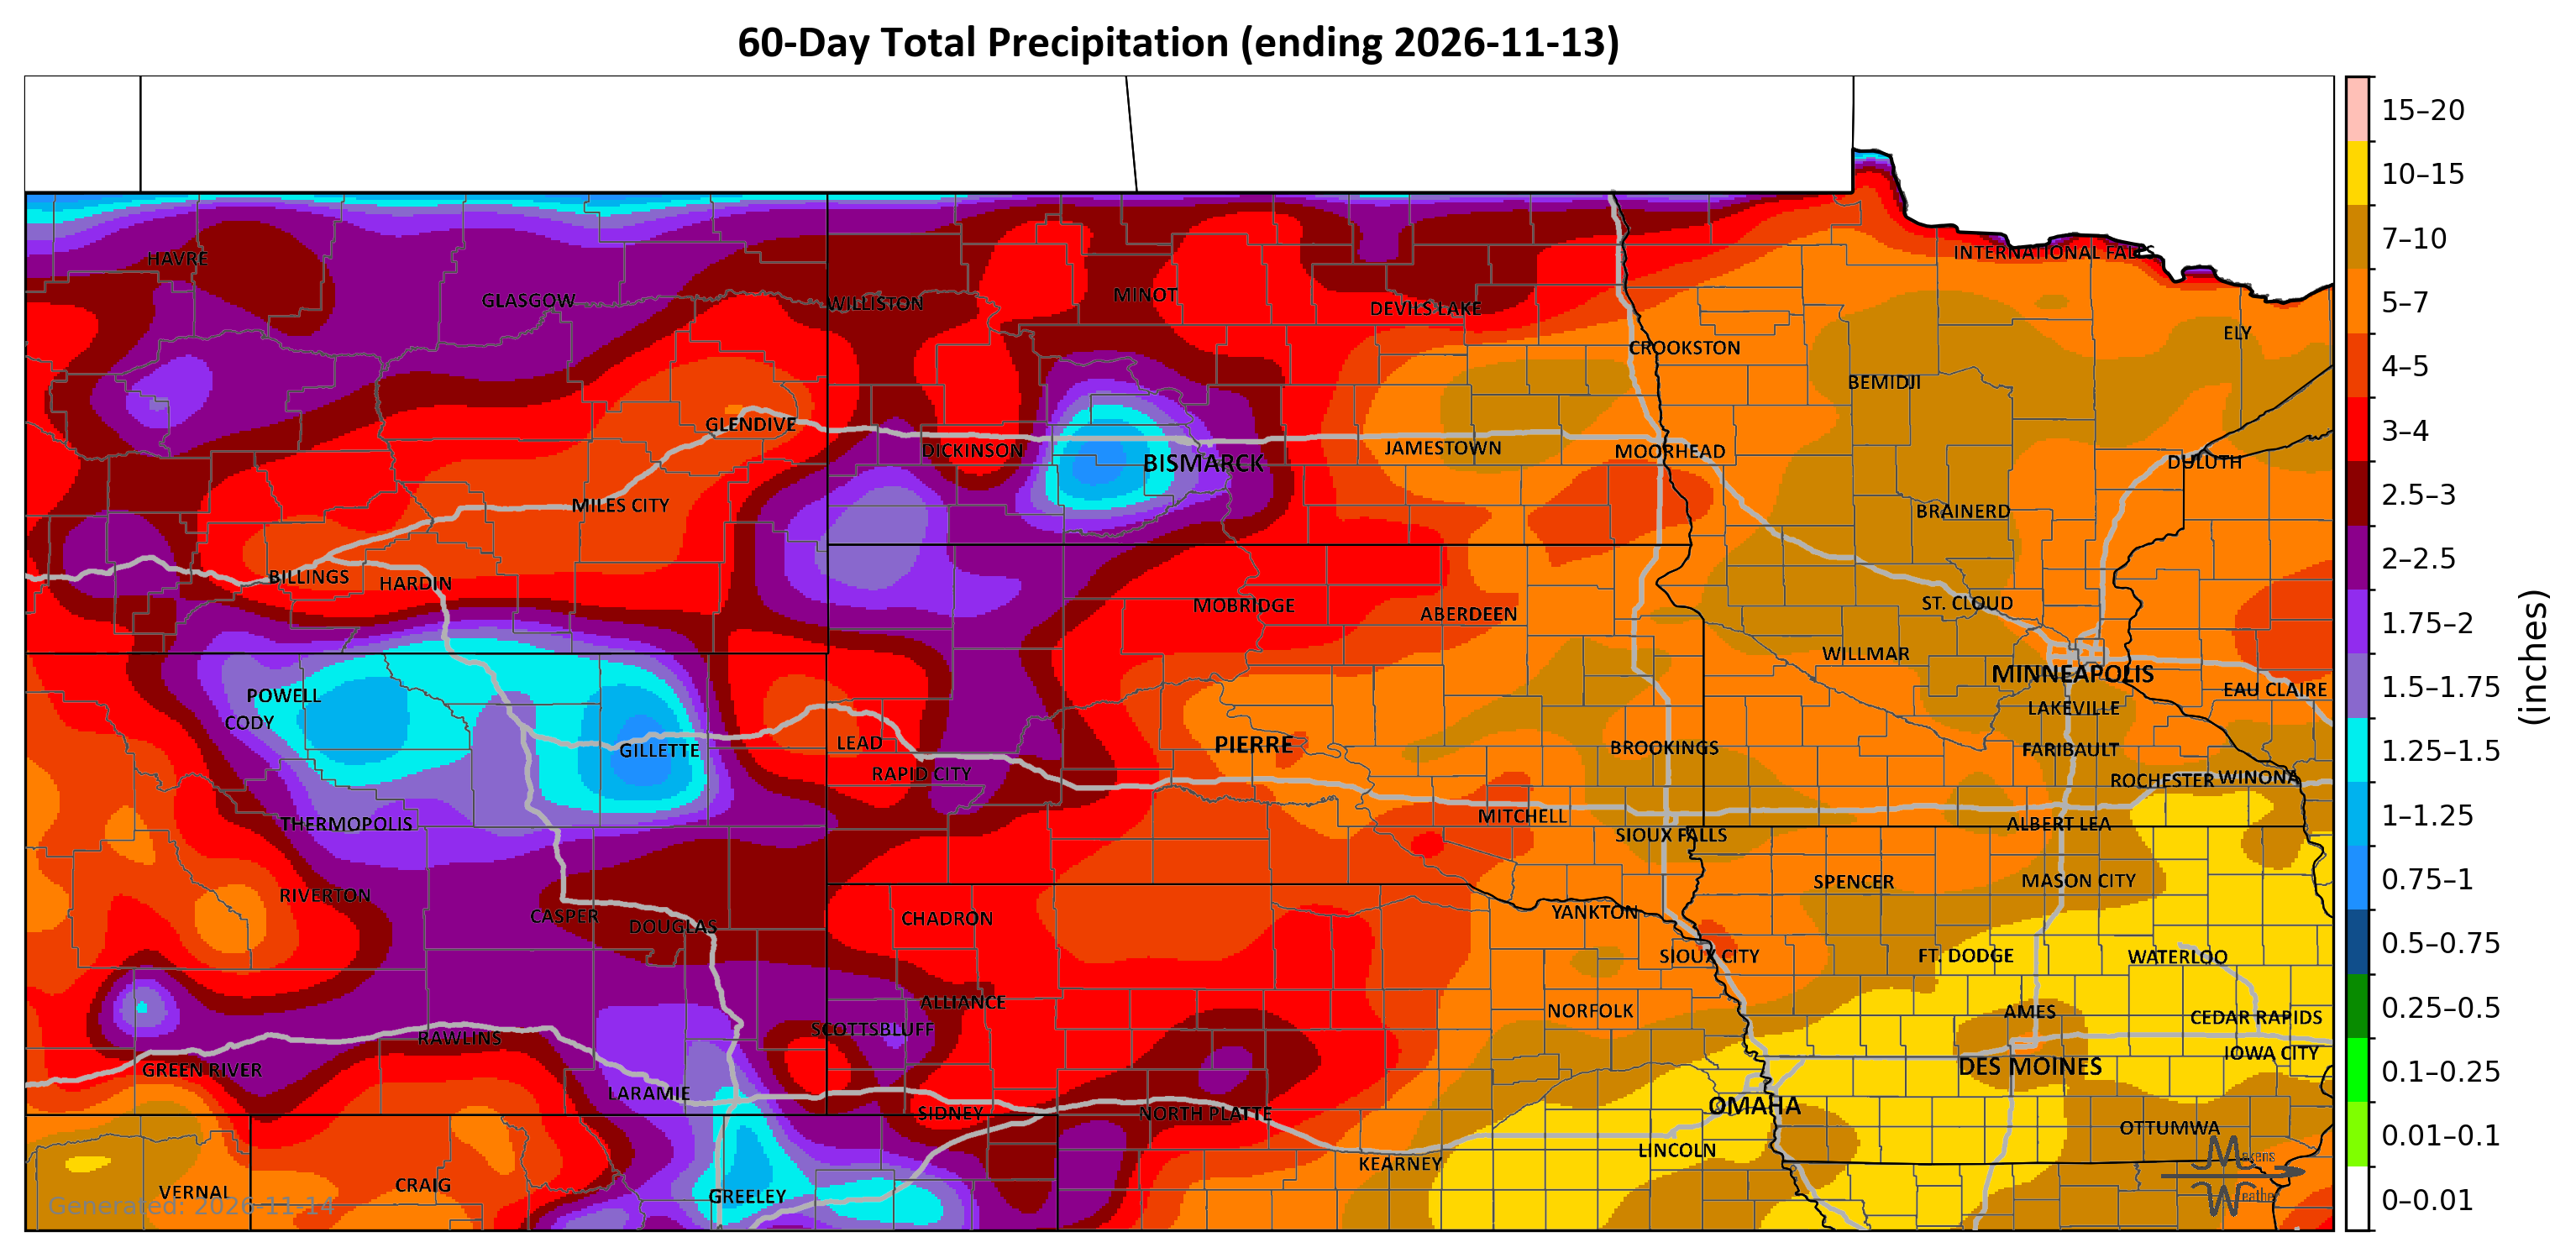 60-Day Total Precipitation (ending 2026-11-13)
15–20
10–15
7–10
5–7
4–5
3–4
2.5–3
2–2.5
1.75–2
1.5–1.75
1.25–1.5
1–1.25
0.75–1
0.5–0.75
0.25–0.5
0.1–0.25
0.01–0.1
0–0.01
(inches)
INTERNATIONAL FALLS
HAVRE
GLASGOW
WILLISTON
MINOT
DEVILS LAKE
ELY
CROOKSTON
BEMIDJI
GLENDIVE
DICKINSON
BISMARCK
JAMESTOWN
MOORHEAD
DULUTH
MILES CITY
BRAINERD
BILLINGS
HARDIN
MOBRIDGE
ABERDEEN
ST. CLOUD
WILLMAR
MINNEAPOLIS
EAU CLAIRE
POWELL
CODY
LAKEVILLE
GILLETTE
LEAD
PIERRE
BROOKINGS
FARIBAULT
RAPID CITY
ROCHESTER
WINONA
THERMOPOLIS
MITCHELL
SIOUX FALLS
ALBERT LEA
RIVERTON
SPENCER
MASON CITY
CASPER
DOUGLAS
CHADRON
YANKTON
SIOUX CITY
FT. DODGE
WATERLOO
ALLIANCE
NORFOLK
AMES
CEDAR RAPIDS
RAWLINS
SCOTTSBLUFF
IOWA CITY
GREEN RIVER
DES MOINES
LARAMIE
SIDNEY
NORTH PLATTE
OMAHA
OTTUMWA
LINCOLN
KEARNEY
VERNAL
CRAIG
GREELEY
Makens
Weather
Generated: 2026-11-14